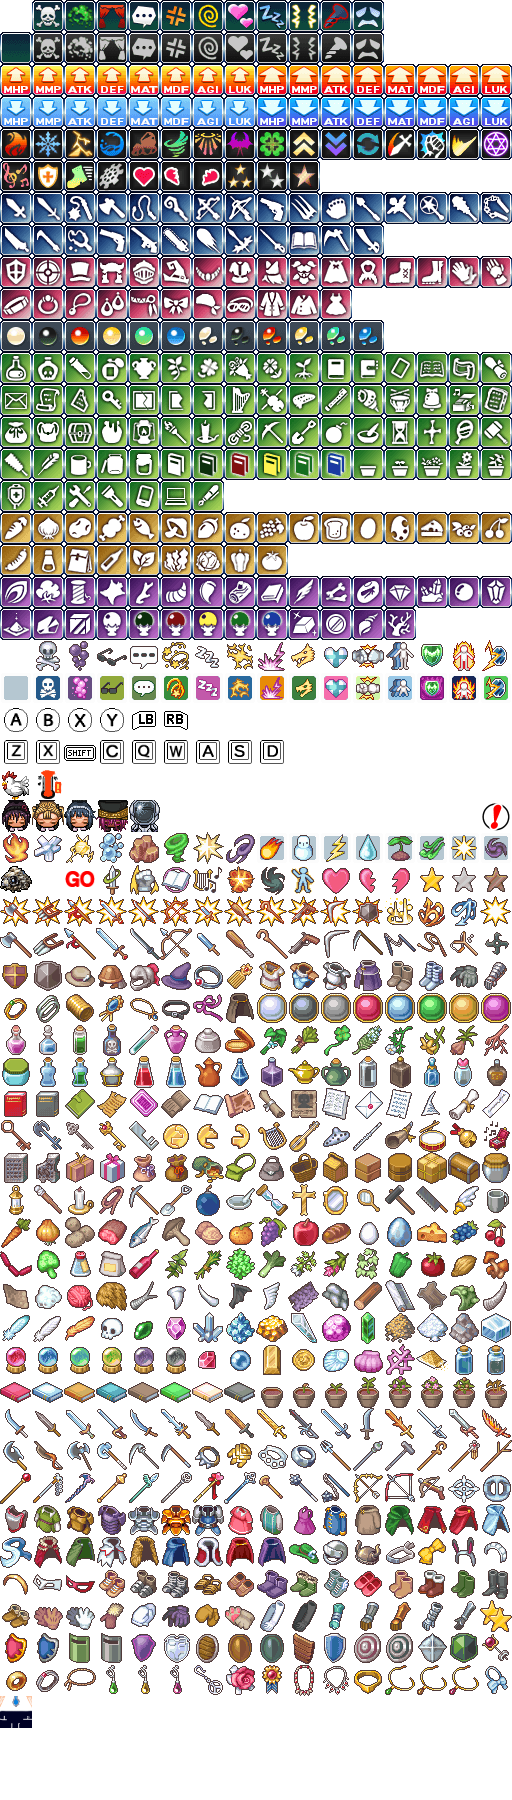 MHP MMP ATK DEF MAT MDF AGI LUK MHP MMP ATK DEF MAT MDF AGI LUK
MHP MMP ATK DEF MAT MDF AGI LUK MHP MMP ATK DEF MAT MDF AGI LUK
A B X Y LB RB
Z X SHIFT C Q W A S D
GO